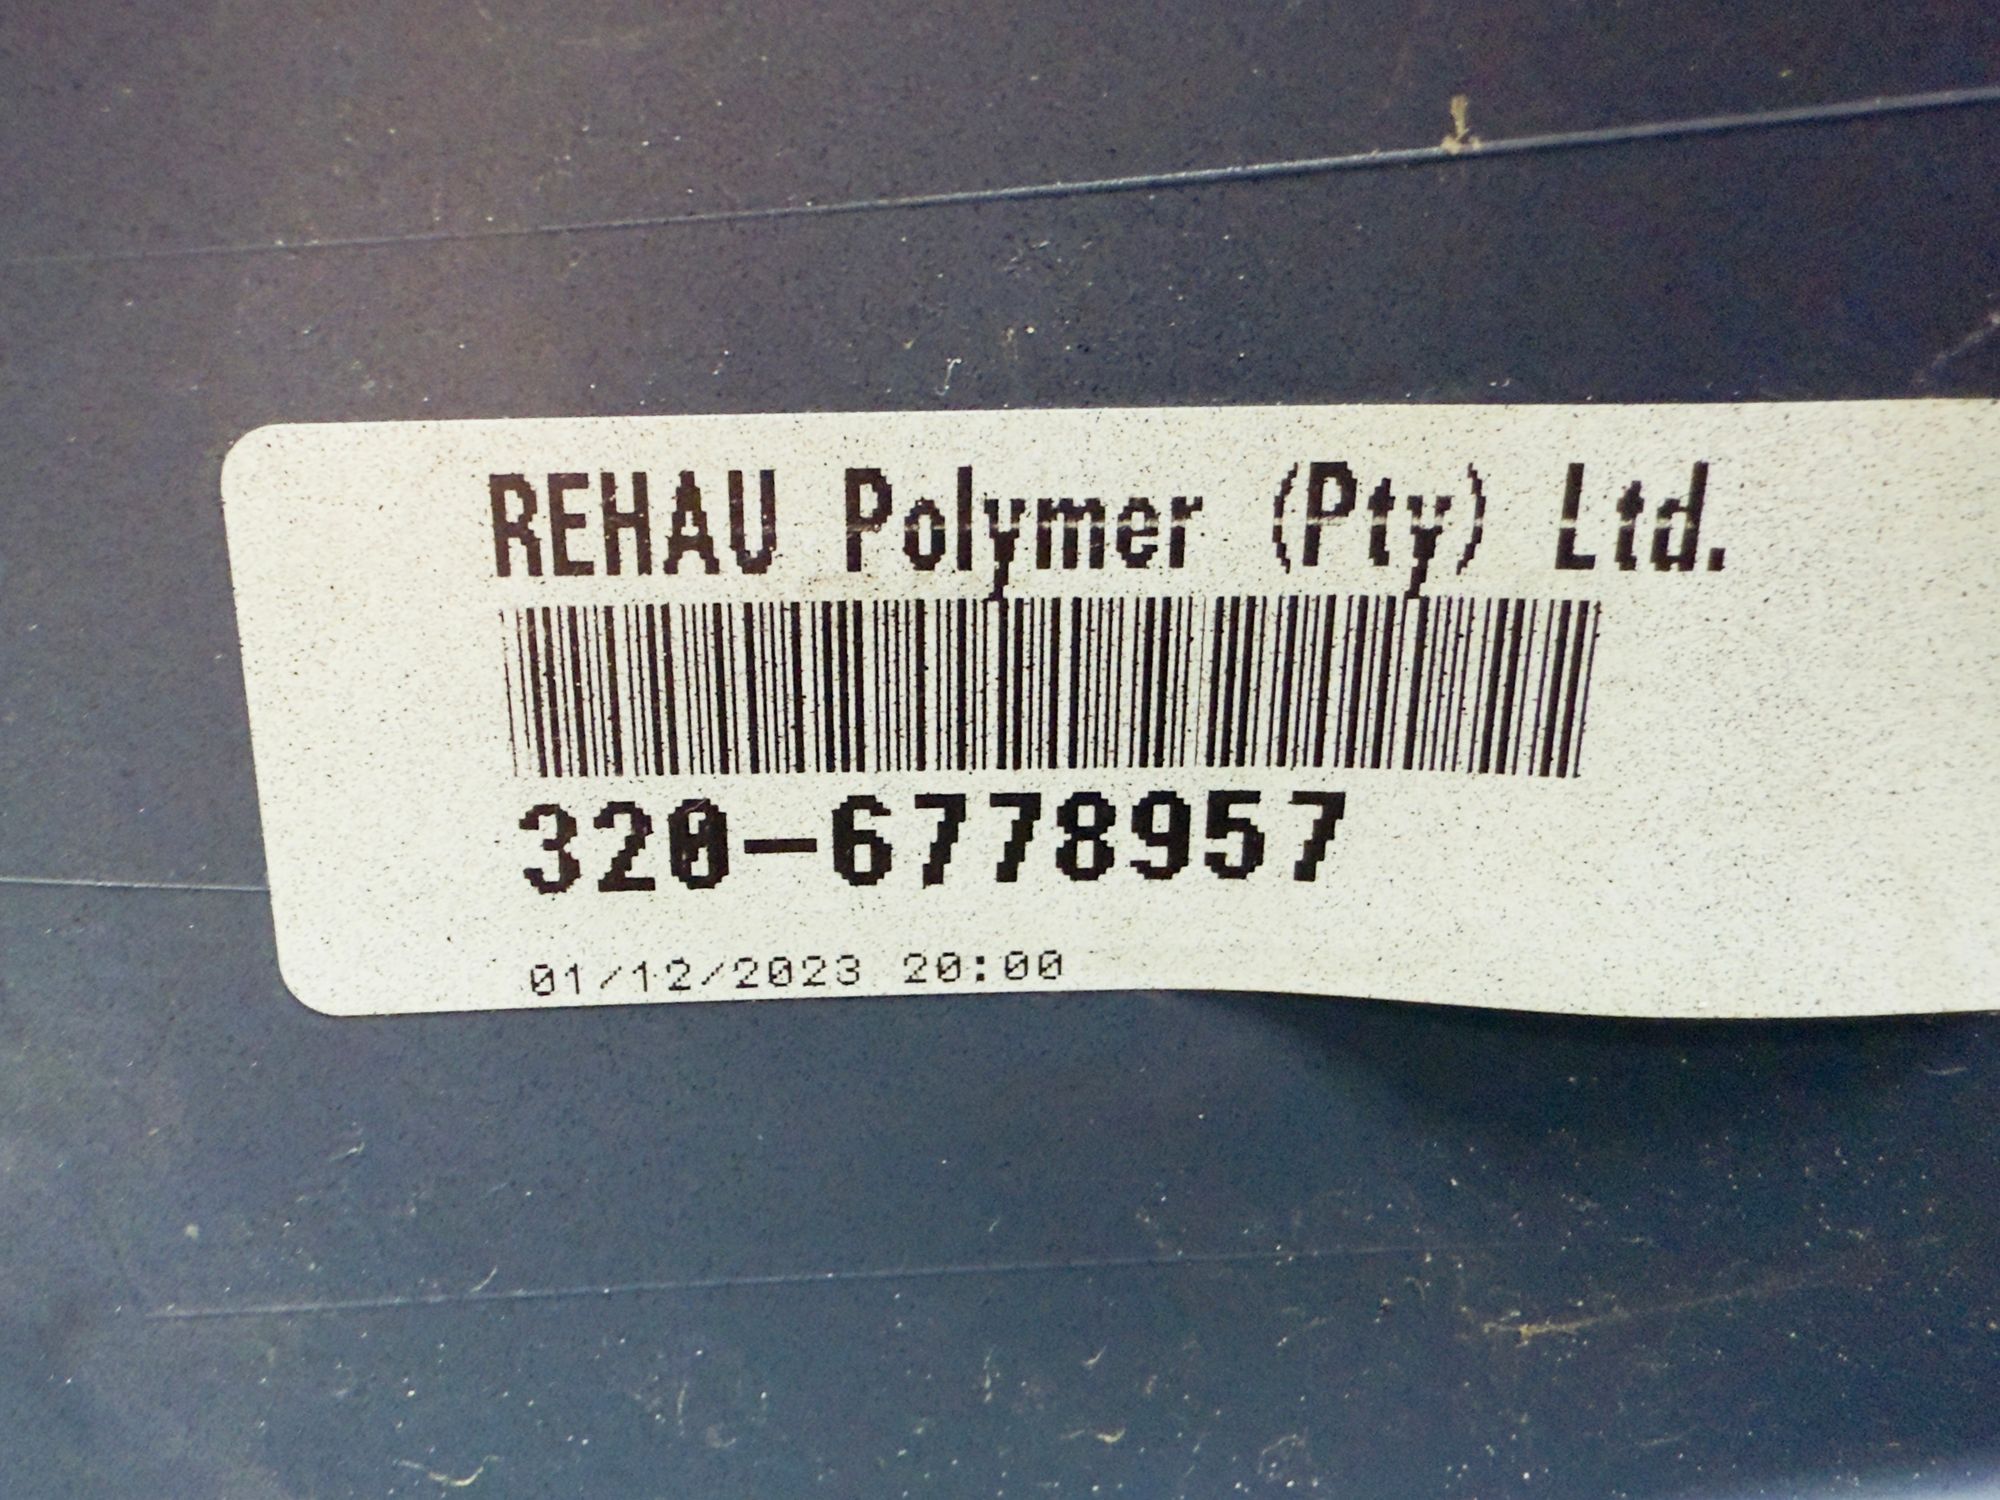 REHAU Polymer (Pty) Ltd.
320-6778957
01/12/2023 20:00